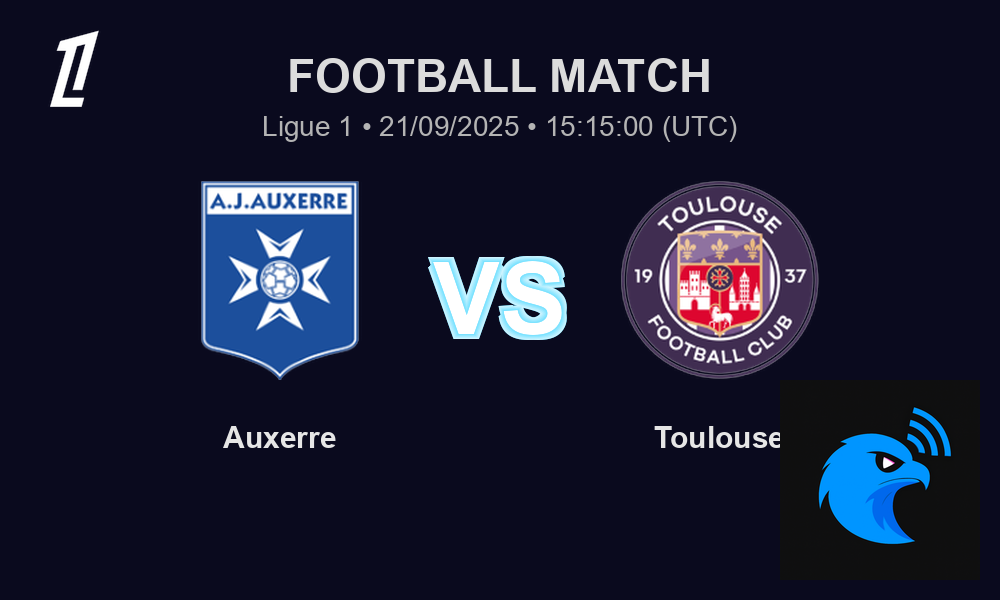 FOOTBALL MATCH
Ligue 1 • 21/09/2025 • 15:15:00 (UTC)
A.J.AUXERRE
VS
TOULOUSE
19 37
FOOTBALL CLUB
Auxerre
Toulouse